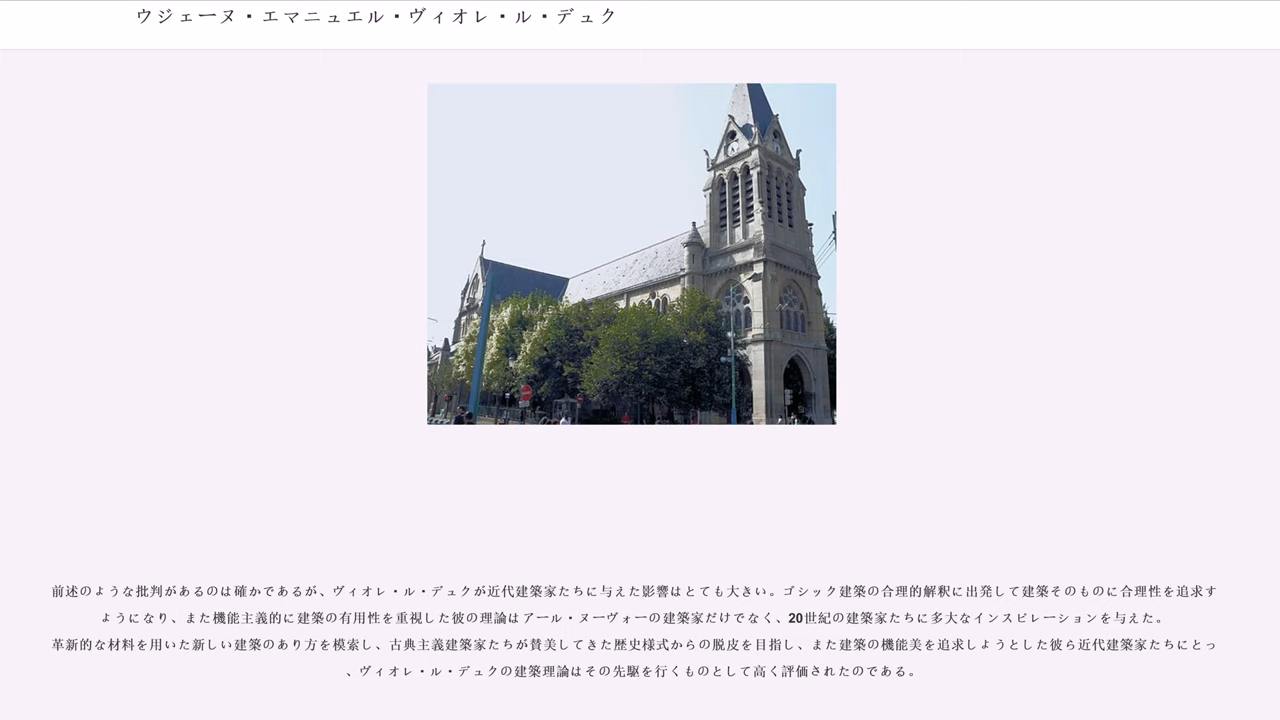 ウジェーヌ・エマニュエル・ヴィオレ・ル・デュク
前述のような批判があるのは確かであるが、ヴィオレ・ル・デュクが近代建築家たちに与えた影響はとても大きい。ゴシック建築の合理的解釈に出発して建築そのものに合理性を追求す
ようになり、また機能主義的に建築の有用性を重視した彼の理論はアール・ヌーヴォーの建築家だけでなく、20世紀の建築家たちに多大なインスピレーションを与えた。
革新的な材料を用いた新しい建築のあり方を模索し、古典主義建築家たちが賛美してきた歴史様式からの脱皮を目指し、また建築の機能美を追求しようとした彼ら近代建築家たちにとっ
、ヴィオレ・ル・デュクの建築理論はその先駆を行くものとして高く評価されたのである。